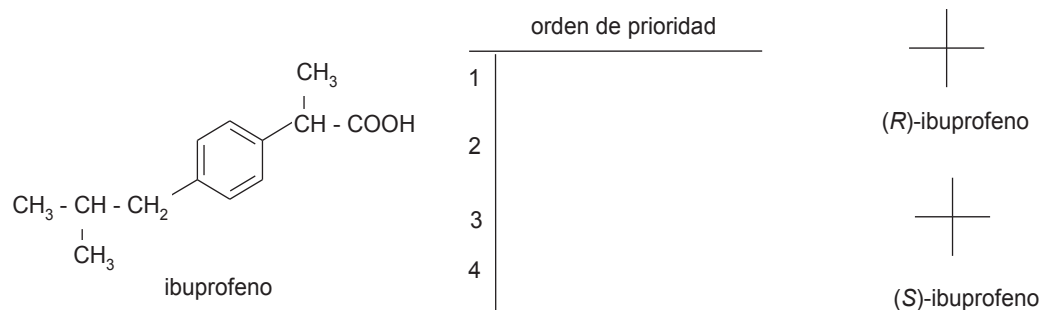 orden de prioridad
1
2
3
4
CH3
CH - COOH
CH3 - CH - CH2
CH3
ibuprofeno
(R)-ibuprofeno
(S)-ibuprofeno